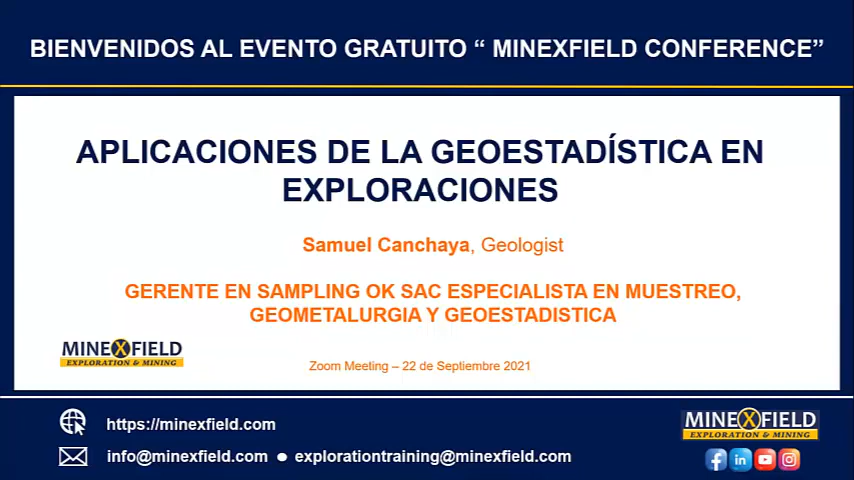 BIENVENIDOS AL EVENTO GRATUITO “ MINEXFIELD CONFERENCE”
APLICACIONES DE LA GEOESTADÍSTICA EN
EXPLORACIONES
Samuel Canchaya, Geologist
GERENTE EN SAMPLING OK SAC ESPECIALISTA EN MUESTREO,
GEOMETALURGIA Y GEOESTADISTICA
MINEXFIELD
EXPLORATION & MINING
Zoom Meeting – 22 de Septiembre 2021
https://minexfield.com
info@minexfield.com ● explorationtraining@minexfield.com
MINEXFIELD
EXPLORATION & MINING